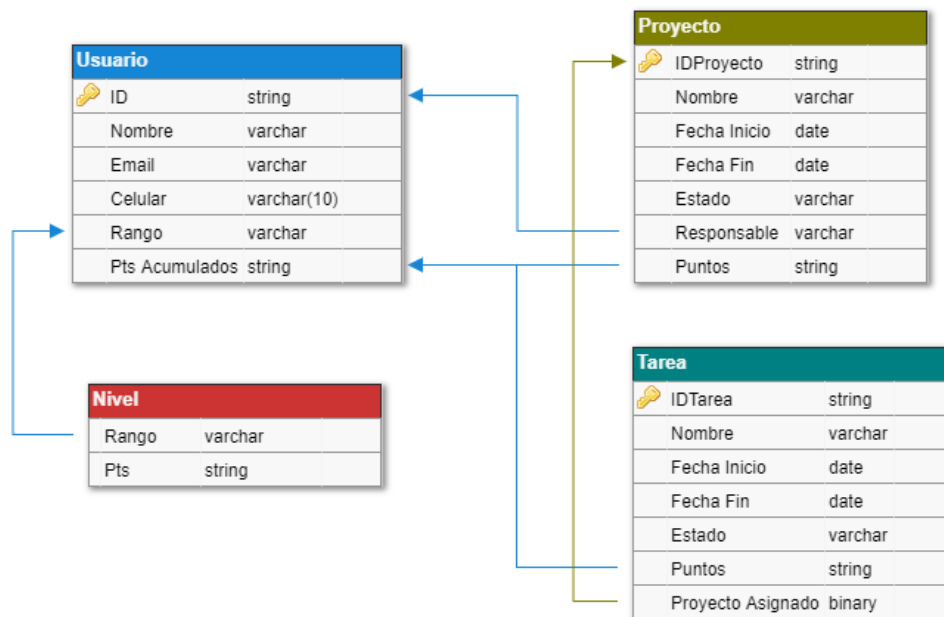 Usuario
ID string
Nombre varchar
Email varchar
Celular varchar(10)
Rango varchar
Pts Acumulados string
Proyecto
IDProyecto string
Nombre varchar
Fecha Inicio date
Fecha Fin date
Estado varchar
Responsable varchar
Puntos string
Nivel
Rango varchar
Pts string
Tarea
IDTarea string
Nombre varchar
Fecha Inicio date
Fecha Fin date
Estado varchar
Puntos string
Proyecto Asignado binary